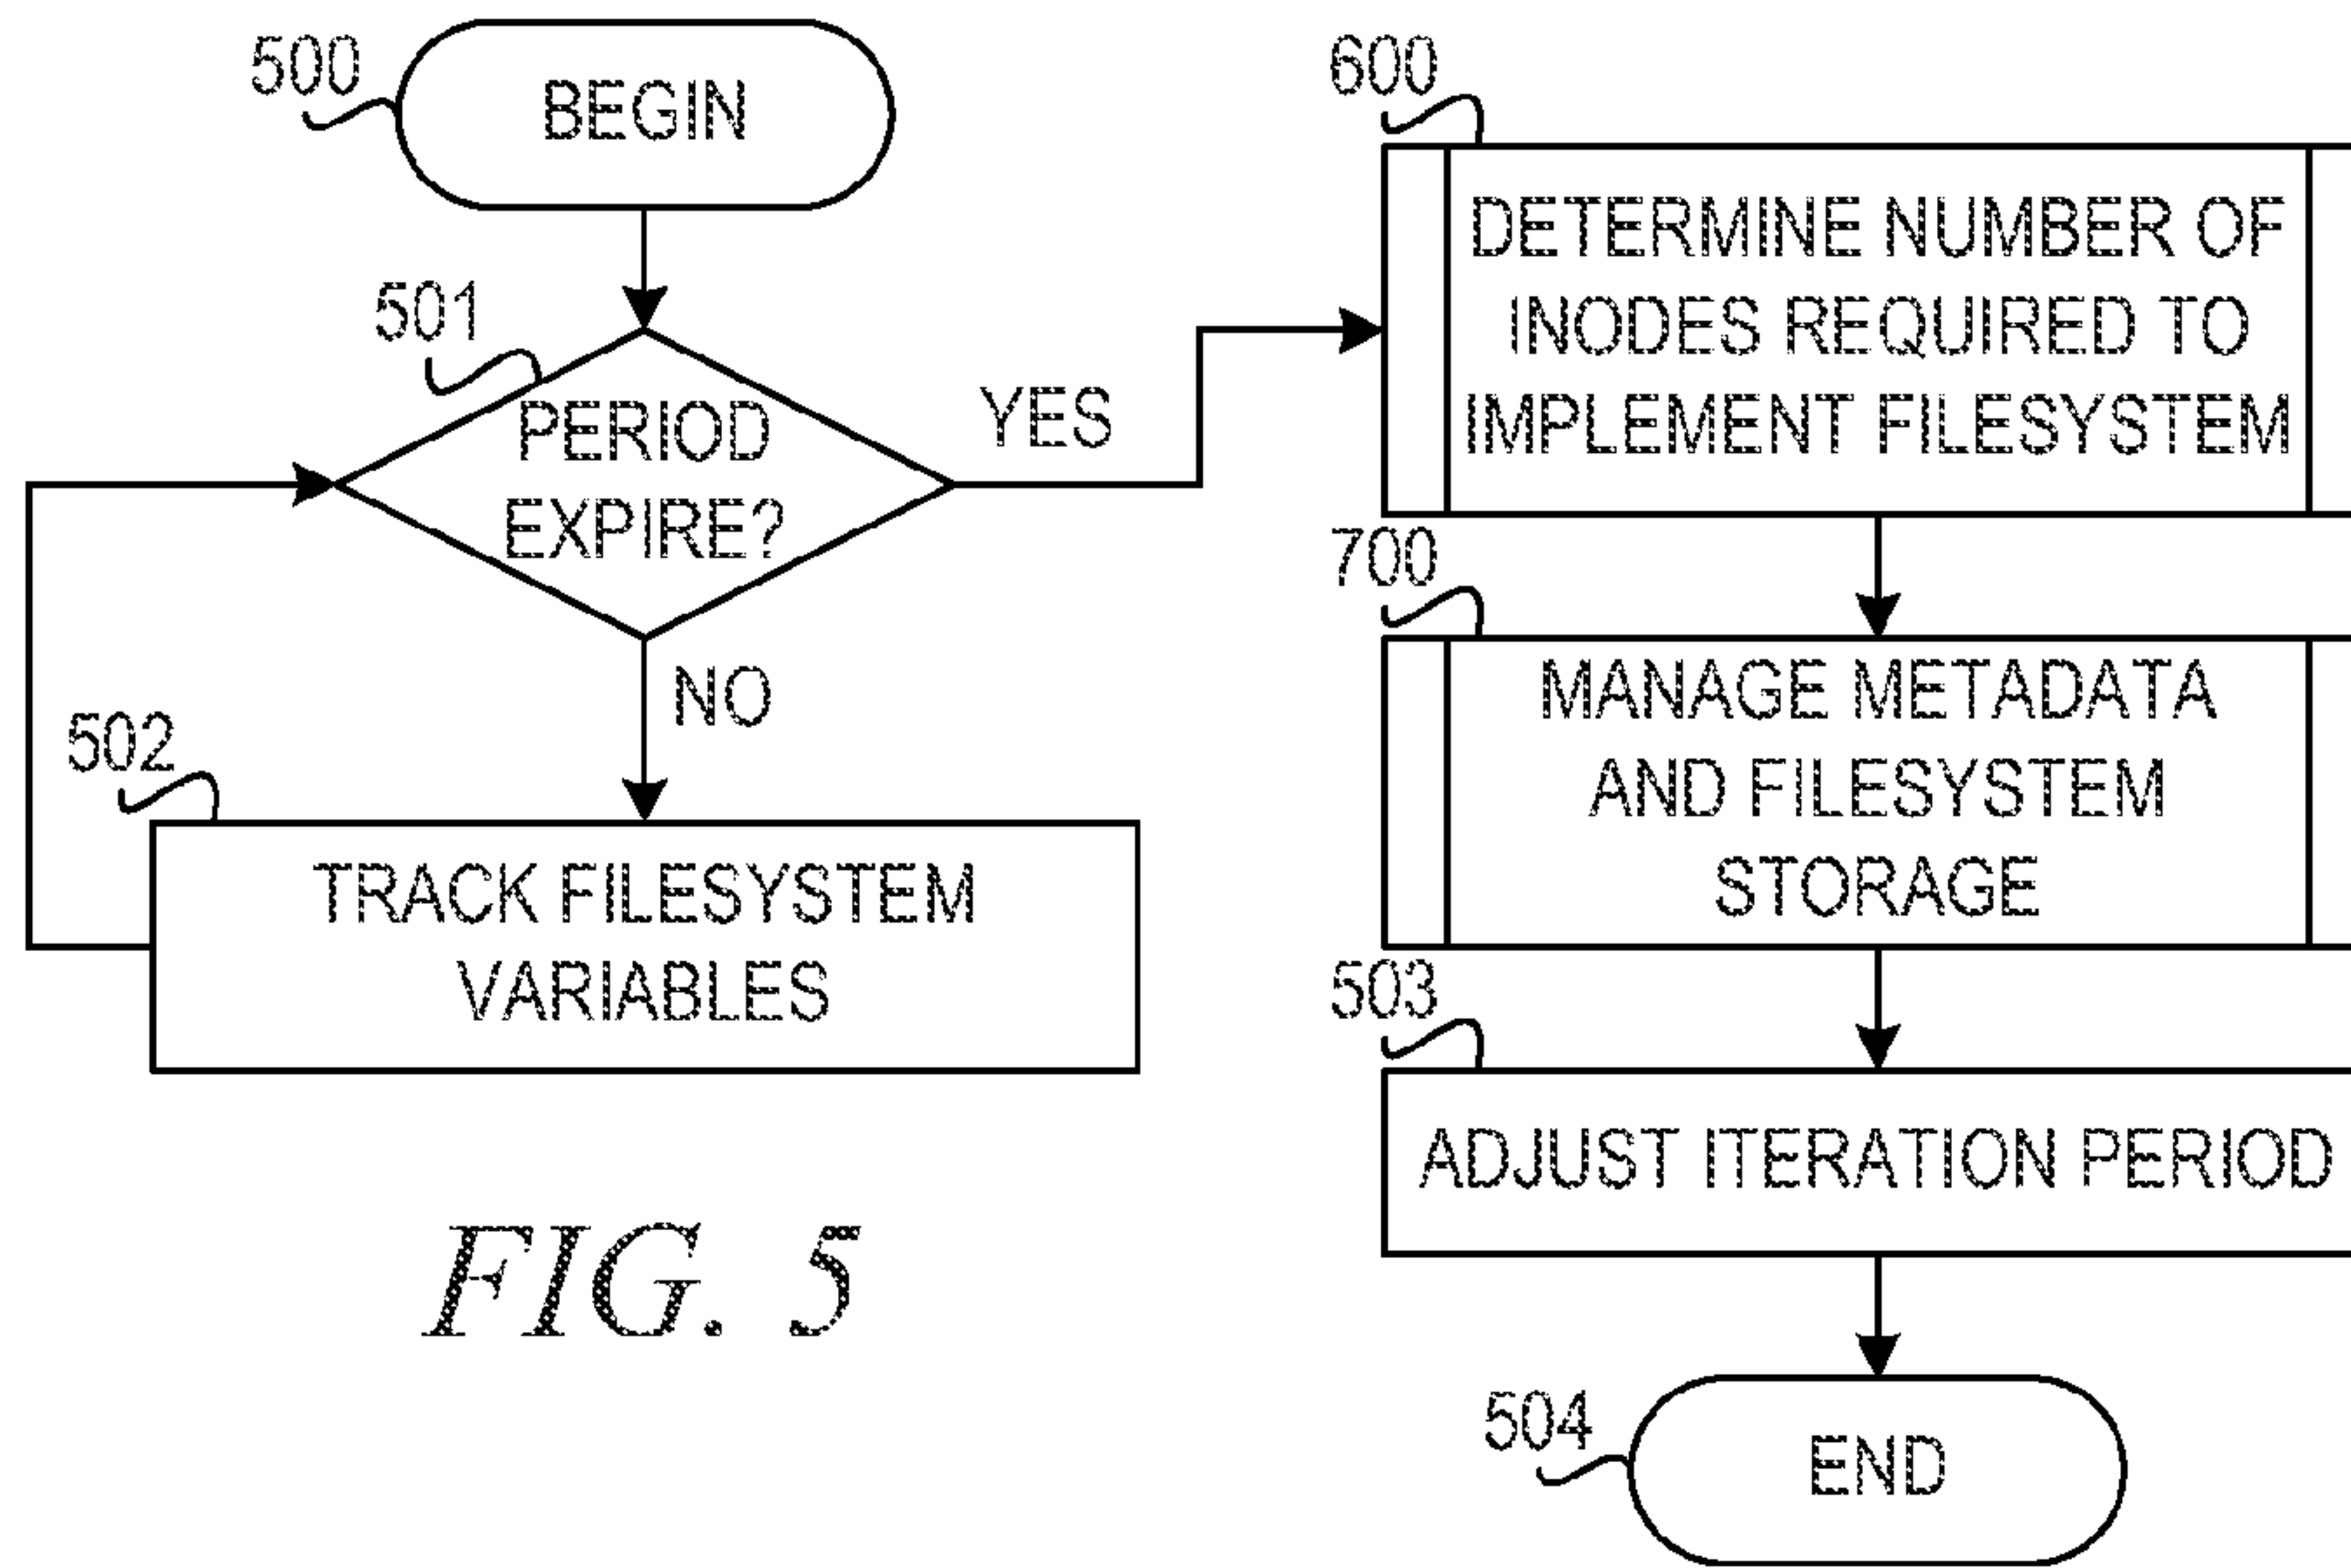 500
BEGIN
501
PERIOD
EXPIRE?
YES
NO
502
TRACK FILESYSTEM
VARIABLES
600
DETERMINE NUMBER OF
INODES REQUIRED TO
IMPLEMENT FILESYSTEM
700
MANAGE METADATA
AND FILESYSTEM
STORAGE
503
ADJUST ITERATION PERIOD
504
END
FIG. 5